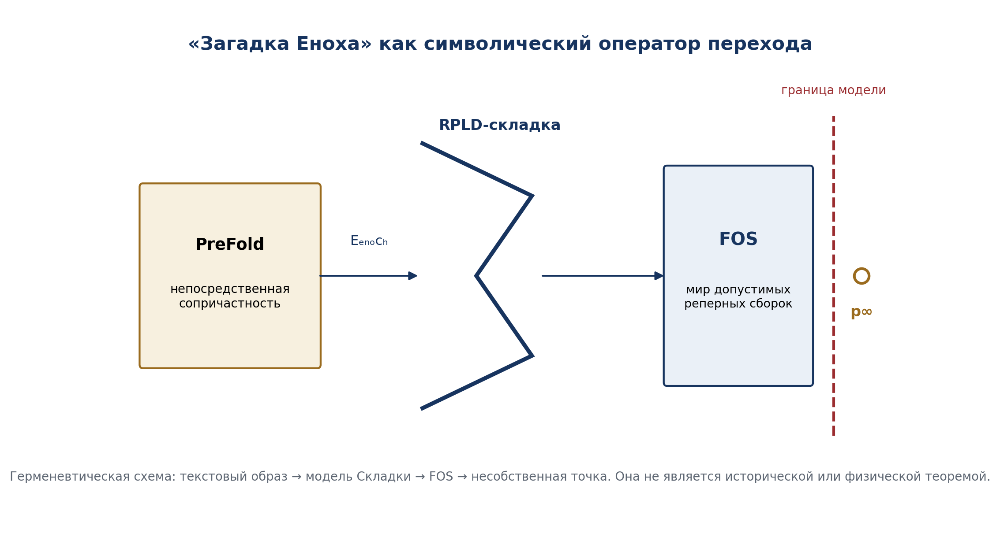 «Загадка Еноха» как символический оператор перехода
граница модели
RPLD-складка
PreFold
непосредственная
сопричастность
Eₑₙₒcₕ
FOS
мир допустимых
реперных сборок
p∞
Герменевтическая схема: текстовый образ → модель Складки → FOS → несобственная точка. Она не является исторической или физической теоремой.